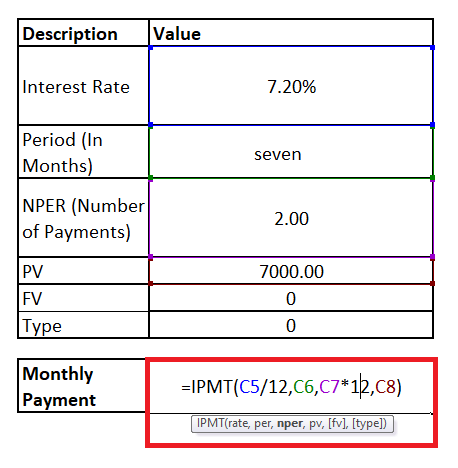 Description Value
Interest Rate 7.20%
Period (In
Months) seven
NPER (Number
of Payments) 2.00
PV 7000.00
FV 0
Type 0
Monthly
Payment =IPMT(C5/12,C6,C7*12,C8)
IPMT(rate, per, nper, pv, [fv], [type])